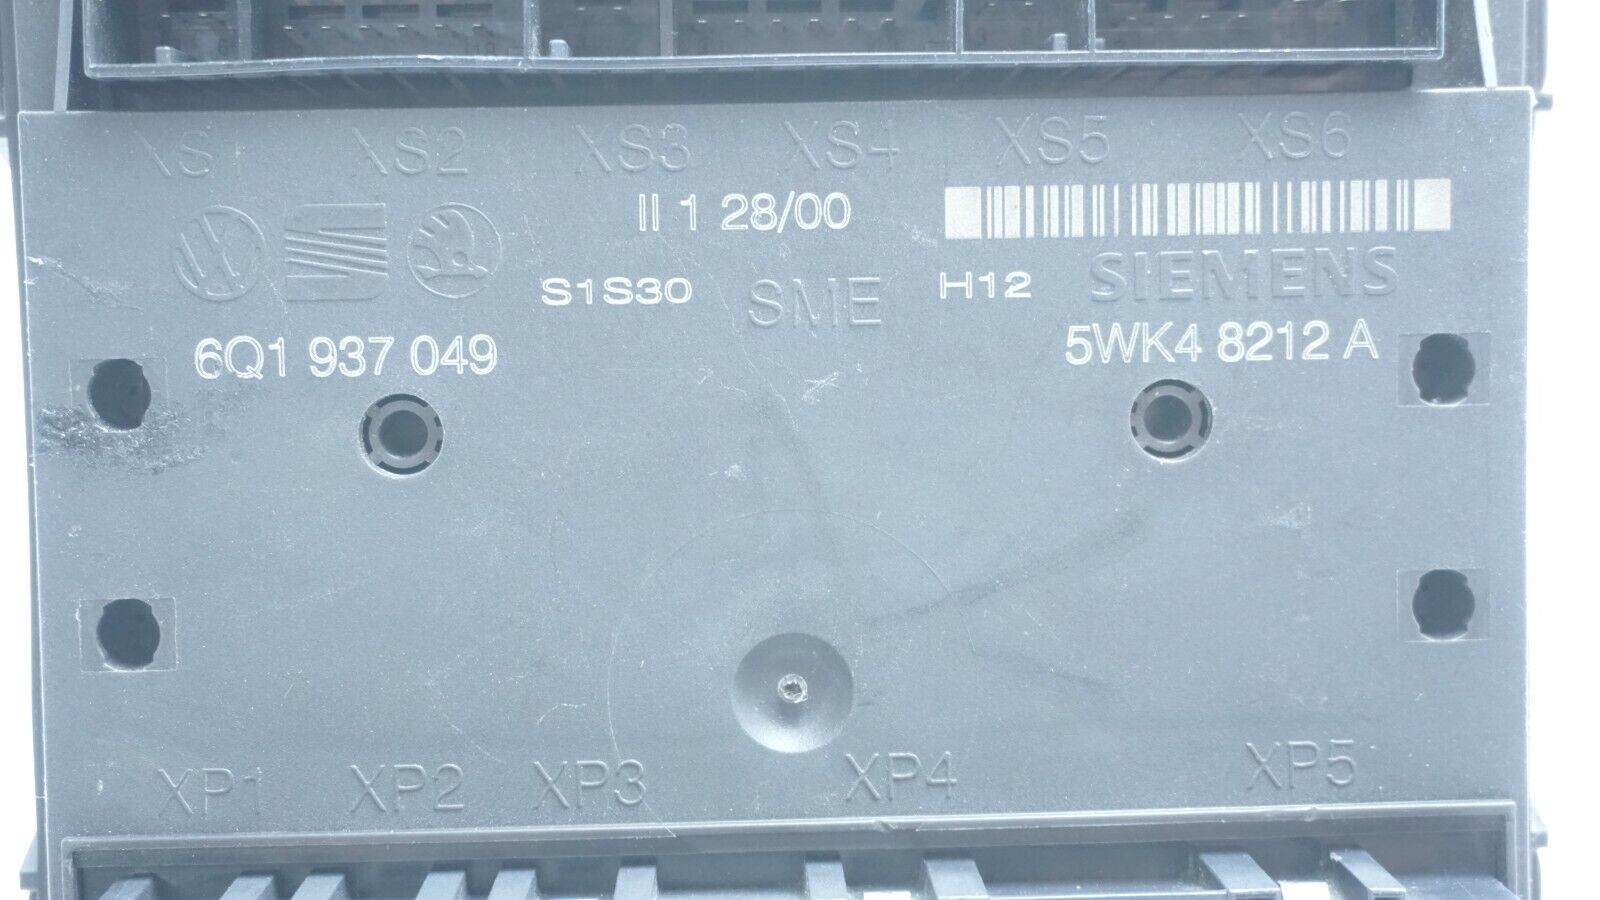 XS1 XS2 XS3 XS4 XS5 XS6
II 1 28/00
S1S30 SME H12 SIEMENS
6Q1 937 049 5WK4 8212 A
XP1 XP2 XP3 XP4 XP5